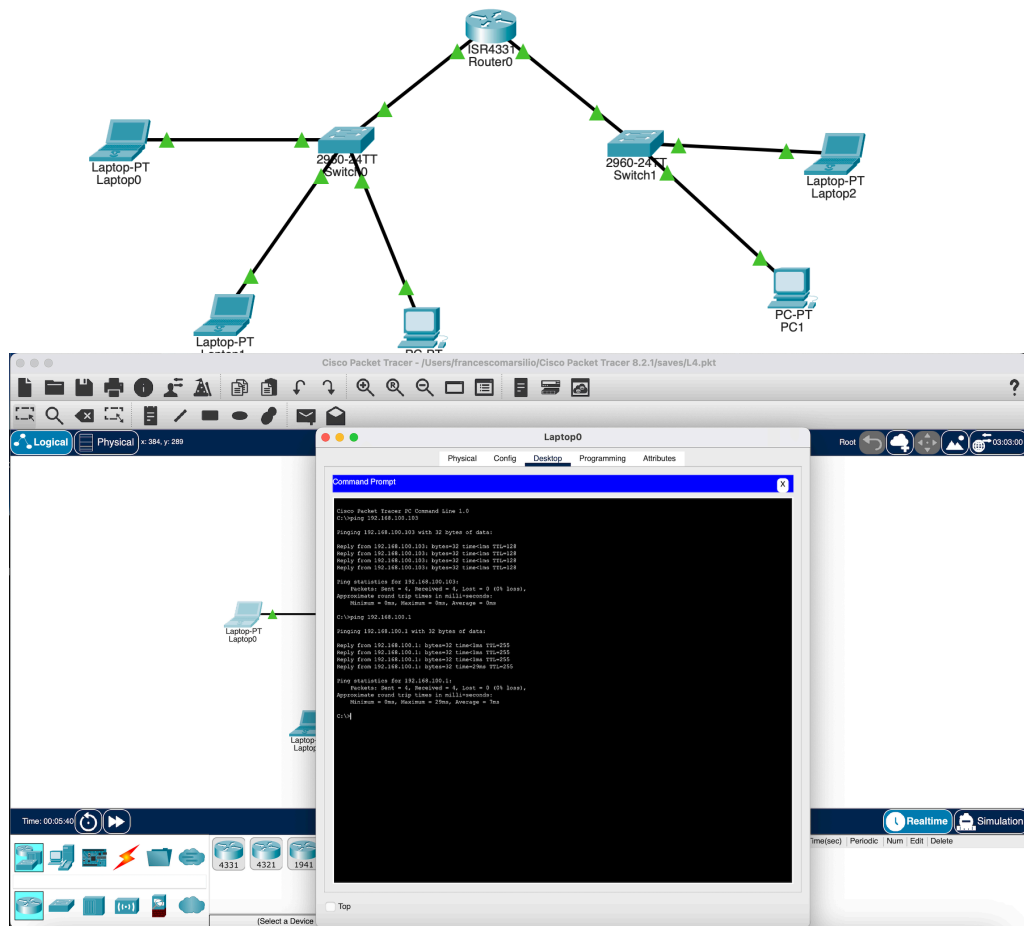 ISR4331
Router0
Laptop-PT
Laptop0
2960-24TT
Switch0
2960-24TT
Switch1
Laptop-PT
Laptop2
Laptop-PT
Laptop1
PC-PT
PC-PT
PC1
Cisco Packet Tracer - /Users/francescomarsilio/Cisco Packet Tracer 8.2.1/saves/L4.pkt
?
Logical
Physical
x: 384, y: 289
Root
03:03:00
Laptop0
Physical Config Desktop Programming Attributes
Command Prompt
X
Cisco Packet Tracer PC Command Line 1.0
C:\>ping 192.168.100.103
Pinging 192.168.100.103 with 32 bytes of data:
Reply from 192.168.100.103: bytes=32 time<1ms TTL=128
Reply from 192.168.100.103: bytes=32 time<1ms TTL=128
Reply from 192.168.100.103: bytes=32 time<1ms TTL=128
Reply from 192.168.100.103: bytes=32 time<1ms TTL=128
Ping statistics for 192.168.100.103:
Packets: Sent = 4, Received = 4, Lost = 0 (0% loss),
Approximate round trip times in milli-seconds:
Minimum = 0ms, Maximum = 0ms, Average = 0ms
C:\>ping 192.168.100.1
Pinging 192.168.100.1 with 32 bytes of data:
Reply from 192.168.100.1: bytes=32 time<1ms TTL=255
Reply from 192.168.100.1: bytes=32 time<1ms TTL=255
Reply from 192.168.100.1: bytes=32 time<1ms TTL=255
Reply from 192.168.100.1: bytes=32 time=29ms TTL=255
Ping statistics for 192.168.100.1:
Packets: Sent = 4, Received = 4, Lost = 0 (0% loss),
Approximate round trip times in milli-seconds:
Minimum = 0ms, Maximum = 29ms, Average = 7ms
C:\>
Laptop-PT
Laptop0
Laptop-
Laptop
Time: 00:05:40
Realtime
Simulation
Time(sec) Periodic Num Edit Delete
4331
4321
1941
(Select a Device
Top